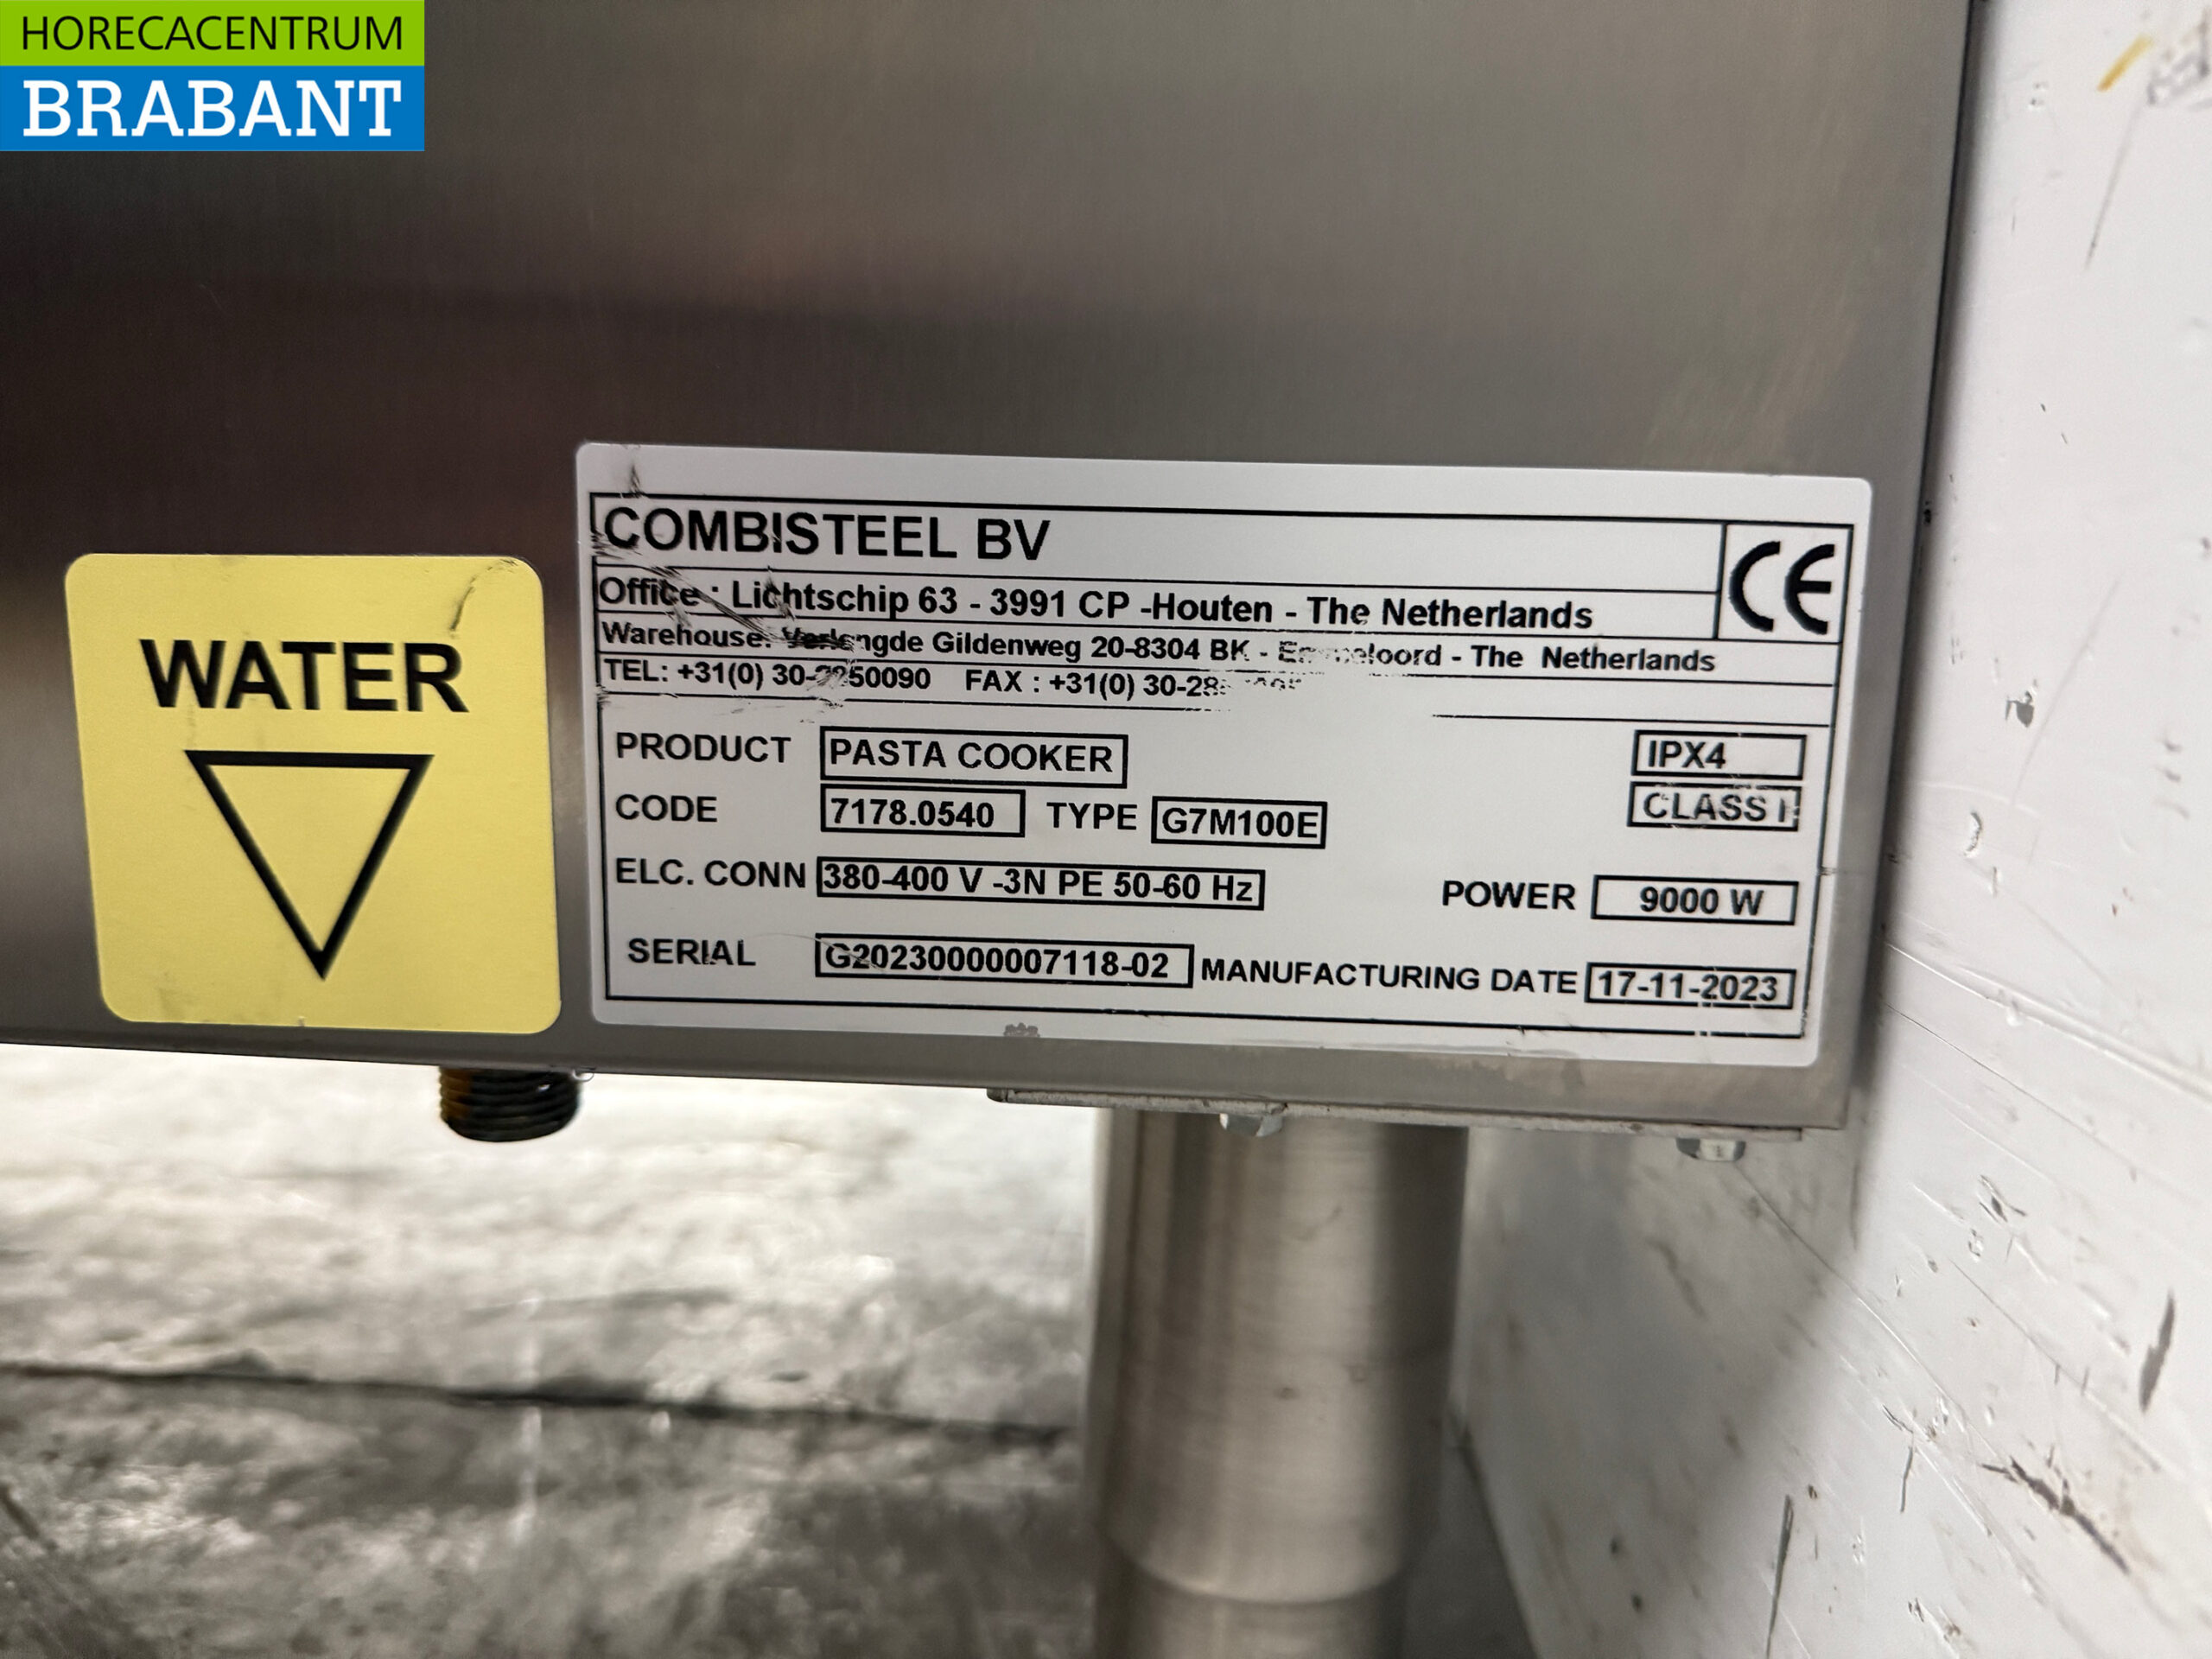 HORECACENTRUM
BRABANT
WATER
COMBISTEEL BV
CE
Office : Lichtschip 63 - 3991 CP -Houten - The Netherlands
Warehouse: Verlengde Gildenweg 20-8304 BK - Emmeloord - The Netherlands
TEL: +31(0) FAX : +31(0)
PRODUCT PASTA COOKER IPX4
CODE 7178.0540 TYPE G7M100E CLASS I
ELC. CONN 380-400 V -3N PE 50-60 Hz POWER 9000 W
SERIAL G20230000007118-02 MANUFACTURING DATE 17-11-2023